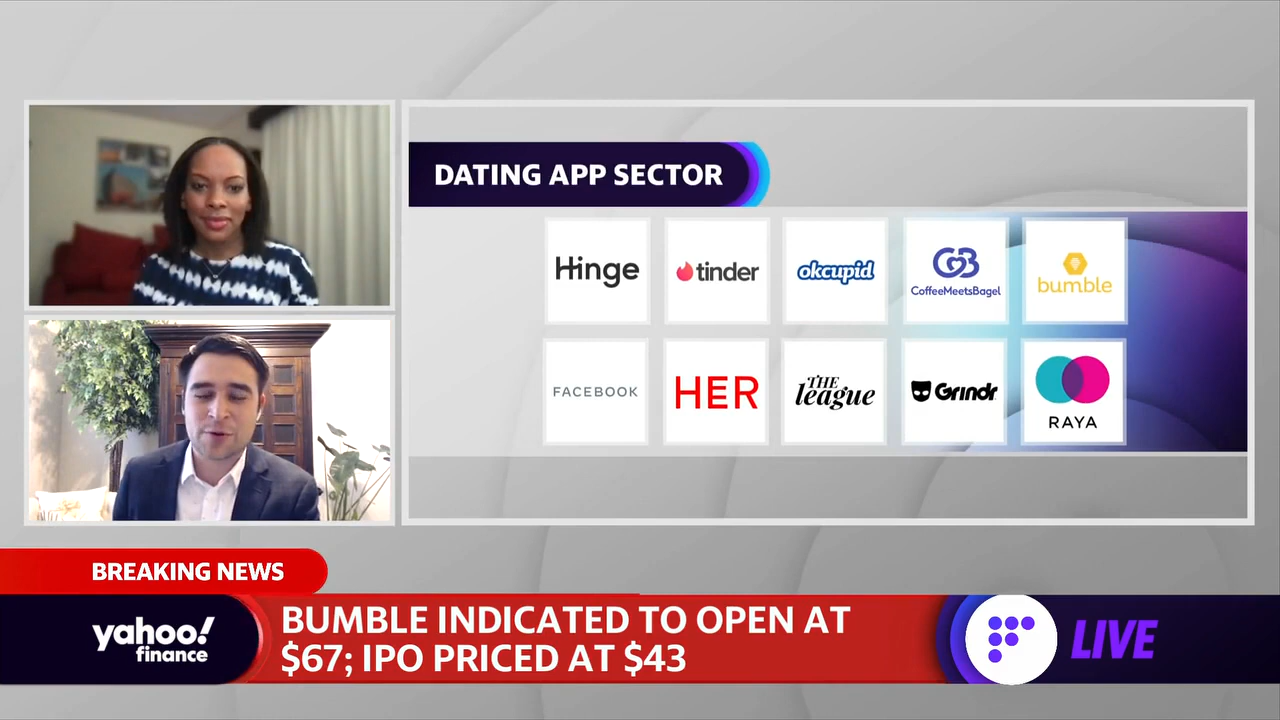 DATING APP SECTOR
Hinge
tinder
okcupid
CMB
CoffeeMeetsBagel
bumble
FACEBOOK
HER
THE
league
Grindr
RAYA
BREAKING NEWS
yahoo!
finance
BUMBLE INDICATED TO OPEN AT
$67; IPO PRICED AT $43
LIVE